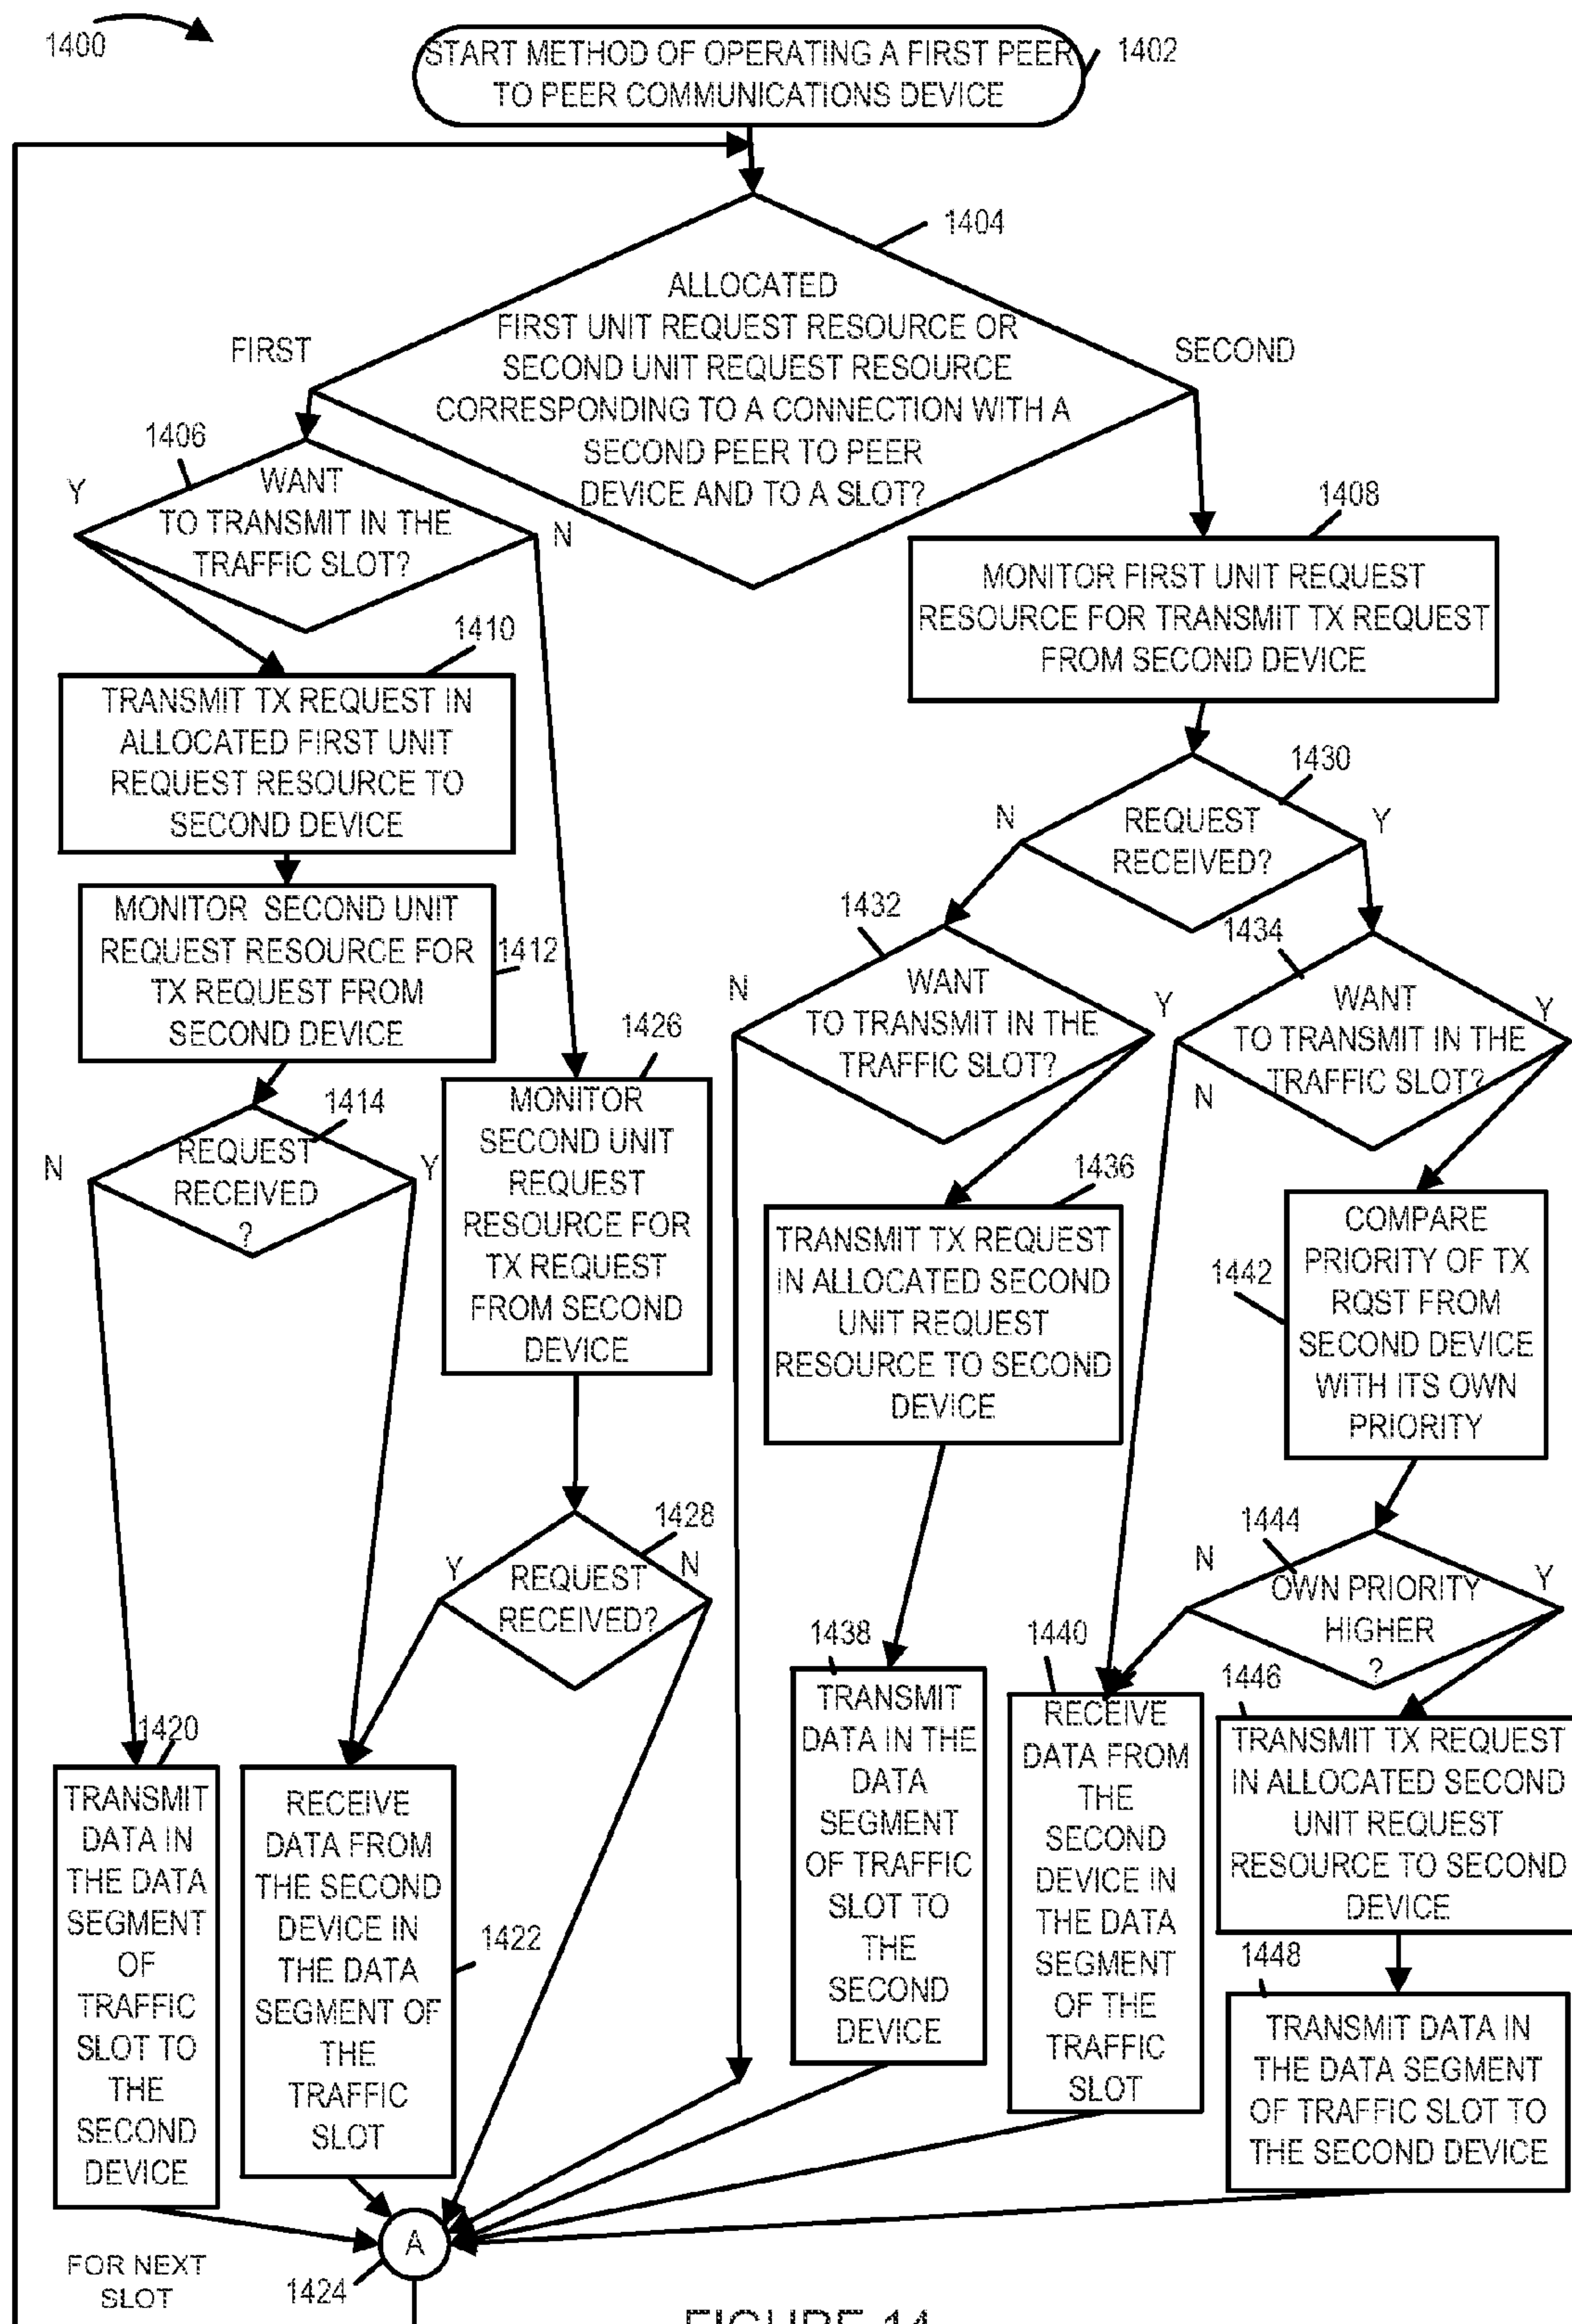 1400
START METHOD OF OPERATING A FIRST PEER
TO PEER COMMUNICATIONS DEVICE
1402
1404
ALLOCATED
FIRST UNIT REQUEST RESOURCE OR
SECOND UNIT REQUEST RESOURCE
CORRESPONDING TO A CONNECTION WITH A
SECOND PEER TO PEER
DEVICE AND TO A SLOT?
FIRST
SECOND
1406
Y
WANT
TO TRANSMIT IN THE
TRAFFIC SLOT?
N
1408
MONITOR FIRST UNIT REQUEST
RESOURCE FOR TRANSMIT TX REQUEST
FROM SECOND DEVICE
1410
TRANSMIT TX REQUEST IN
ALLOCATED FIRST UNIT
REQUEST RESOURCE TO
SECOND DEVICE
1430
N
REQUEST
RECEIVED?
Y
MONITOR SECOND UNIT
REQUEST RESOURCE FOR
TX REQUEST FROM
SECOND DEVICE
1412
1432
N
WANT
TO TRANSMIT IN THE
TRAFFIC SLOT?
Y
1434
WANT
TO TRANSMIT IN THE
TRAFFIC SLOT?
Y
N
1414
N
REQUEST
RECEIVED
?
Y
1426
MONITOR
SECOND UNIT
REQUEST
RESOURCE FOR
TX REQUEST
FROM SECOND
DEVICE
1436
TRANSMIT TX REQUEST
IN ALLOCATED SECOND
UNIT REQUEST
RESOURCE TO SECOND
DEVICE
1442
COMPARE
PRIORITY OF TX
RQST FROM
SECOND DEVICE
WITH ITS OWN
PRIORITY
1428
Y
REQUEST
RECEIVED?
N
1444
N
OWN PRIORITY
HIGHER
?
Y
1438
TRANSMIT
DATA IN THE
DATA
SEGMENT
OF TRAFFIC
SLOT TO
THE
SECOND
DEVICE
1440
RECEIVE
DATA FROM
THE
SECOND
DEVICE IN
THE DATA
SEGMENT
OF THE
TRAFFIC
SLOT
1446
TRANSMIT TX REQUEST
IN ALLOCATED SECOND
UNIT REQUEST
RESOURCE TO SECOND
DEVICE
1420
TRANSMIT
DATA IN
THE DATA
SEGMENT
OF
TRAFFIC
SLOT TO
THE
SECOND
DEVICE
RECEIVE
DATA FROM
THE SECOND
DEVICE IN
THE DATA
SEGMENT OF
THE
TRAFFIC
SLOT
1422
1448
TRANSMIT DATA IN
THE DATA SEGMENT
OF TRAFFIC SLOT TO
THE SECOND DEVICE
A
1424
FOR NEXT
SLOT
FIGURE 14